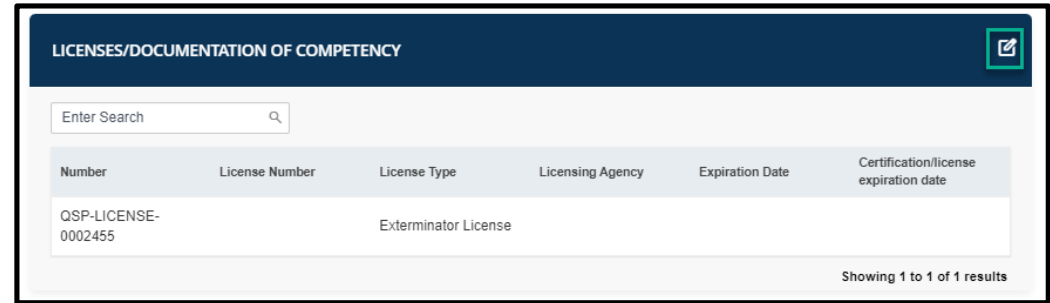 LICENSES/DOCUMENTATION OF COMPETENCY
Enter Search
Number License Number License Type Licensing Agency Expiration Date Certification/license
expiration date
QSP-LICENSE-
0002455 Exterminator License
Showing 1 to 1 of 1 results